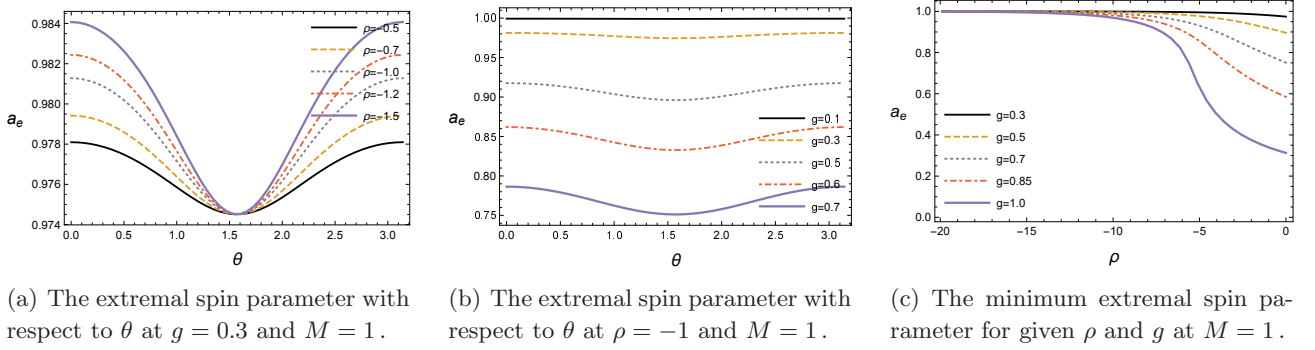 0.984
0.982
0.980
0.978
0.976
0.974
a_e
0.0 0.5 1.0 1.5 2.0 2.5 3.0
θ
ρ=-0.5
ρ=-0.7
ρ=-1.0
ρ=-1.2
ρ=-1.5
(a) The extremal spin parameter with
respect to θ at g = 0.3 and M = 1 .
1.00
0.95
0.90
0.85
0.80
0.75
a_e
0.0 0.5 1.0 1.5 2.0 2.5 3.0
θ
g=0.1
g=0.3
g=0.5
g=0.6
g=0.7
(b) The extremal spin parameter with
respect to θ at ρ = −1 and M = 1 .
1.0
0.8
0.6
0.4
0.2
0.0
a_e
-20 -15 -10 -5 0
ρ
g=0.3
g=0.5
g=0.7
g=0.85
g=1.0
(c) The minimum extremal spin pa-
rameter for given ρ and g at M = 1 .